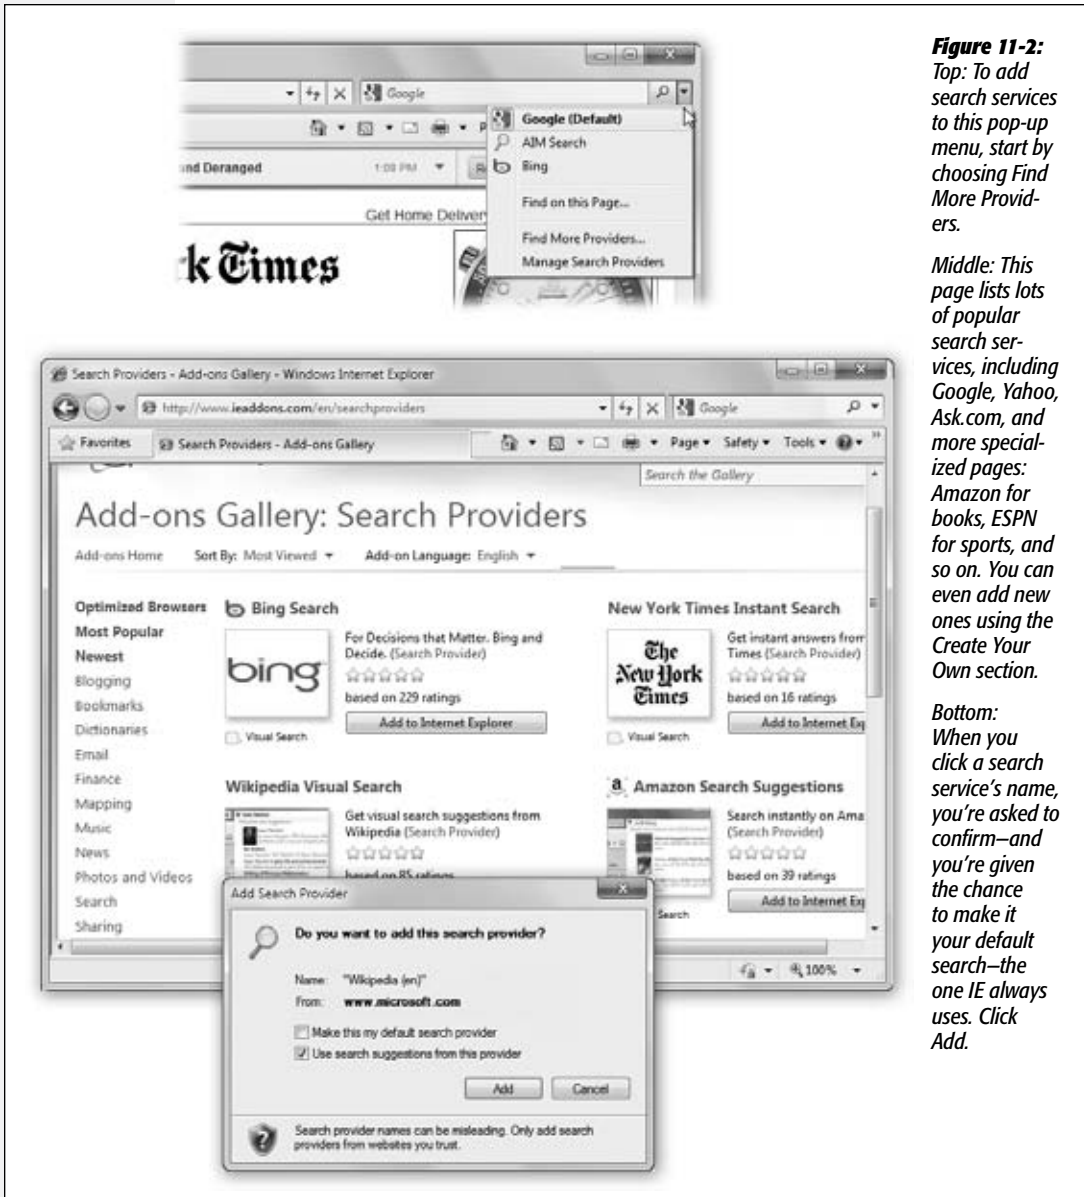 Figure 11-2:
Top: To add
search services
to this pop-up
menu, start by
choosing Find
More Provid-
ers.
Middle: This
page lists lots
of popular
search ser-
vices, including
Google, Yahoo,
Ask.com, and
more special-
ized pages:
Amazon for
books, ESPN
for sports, and
so on. You can
even add new
ones using the
Create Your
Own section.
Bottom:
When you
click a search
service's name,
you're asked to
confirm—and
you're given
the chance
to make it
your default
search—the
one IE always
uses. Click
Add.
Google
Google (Default)
AIM Search
Bing
Find on this Page...
Find More Providers...
Manage Search Providers
nd Deranged
1:08 PM
Get Home Deliver
k Times
Search Providers - Add-ons Gallery - Windows Internet Explorer
http://www.ieaddons.com/en/searchproviders
Google
Favorites
Search Providers - Add-ons Gallery
Page
Safety
Tools
Search the Gallery
Add-ons Gallery: Search Providers
Add-ons Home
Sort By: Most Viewed
Add-on Language: English
Optimized Browsers
Most Popular
Newest
Blogging
Bookmarks
Dictionaries
Email
Finance
Mapping
Music
News
Photos and Videos
Search
Sharing
Bing Search
bing
For Decisions that Matter. Bing and
Decide. (Search Provider)
based on 229 ratings
Add to Internet Explorer
Visual Search
New York Times Instant Search
The
New York
Times
Get instant answers from
Times (Search Provider)
based on 16 ratings
Add to Internet Exp
Visual Search
Wikipedia Visual Search
Get visual search suggestions from
Wikipedia (Search Provider)
based on 85 ratings
Amazon Search Suggestions
Search instantly on Ama
(Search Provider)
based on 39 ratings
Add to Internet Exp
Search
100%
Add Search Provider
Do you want to add this search provider?
Name: "Wikipedia (en)"
From: www.microsoft.com
Make this my default search provider
Use search suggestions from this provider
Add
Cancel
Search provider names can be misleading. Only add search
providers from websites you trust.